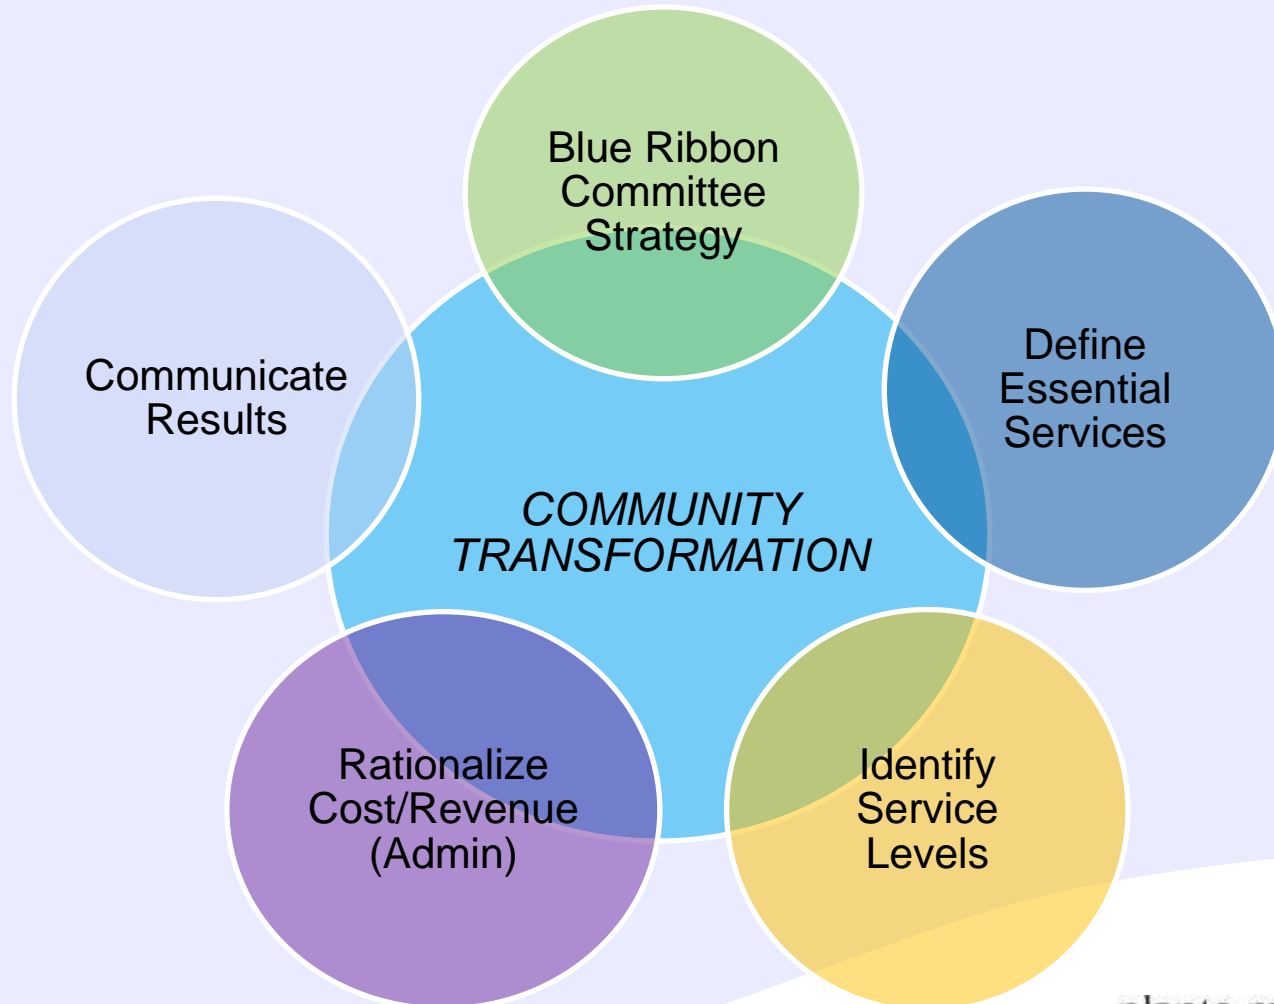 Blue Ribbon
Committee
Strategy
Define
Essential
Services
Communicate
Results
COMMUNITY
TRANSFORMATION
Identify
Service
Levels
Rationalize
Cost/Revenue
(Admin)